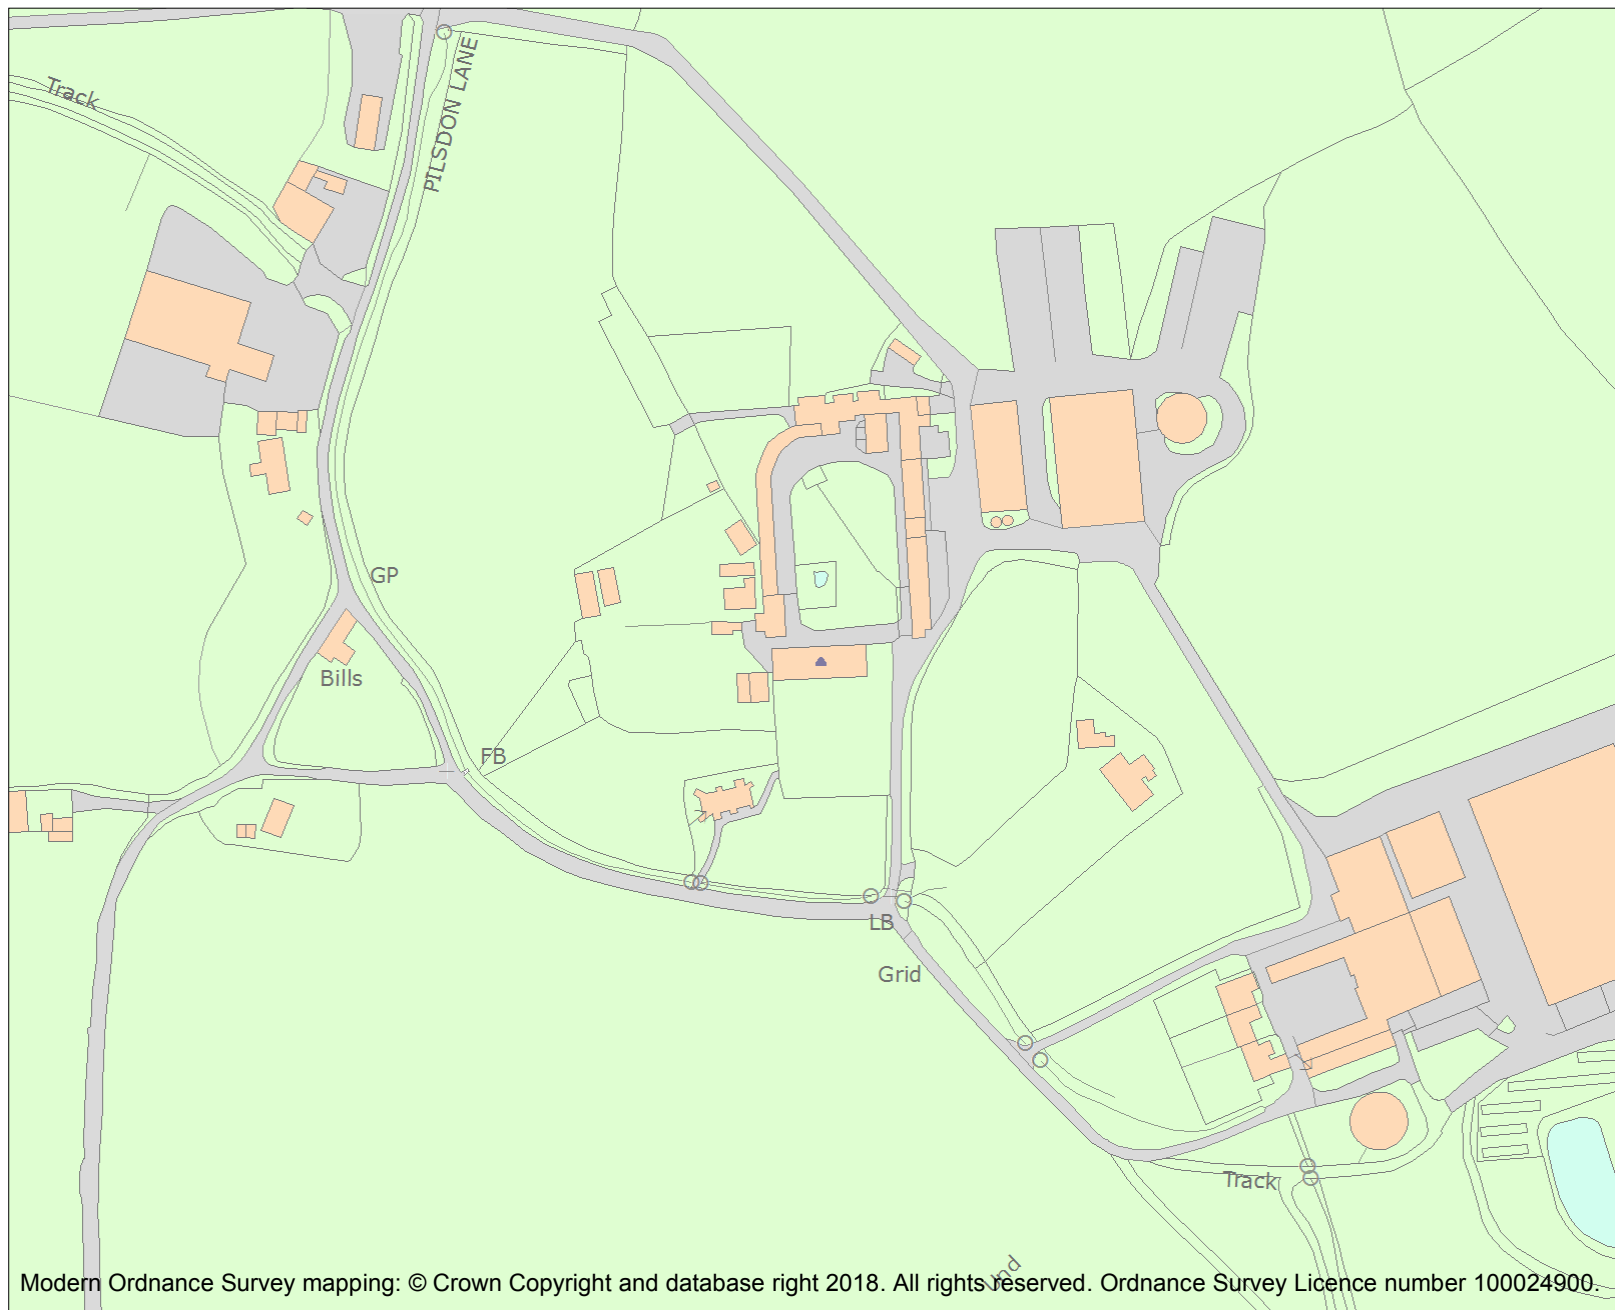 Track
PILSDON LANE
GP
Bills
FB
LB
Grid
Track
Und
Modern Ordnance Survey mapping: © Crown Copyright and database right 2018. All rights reserved. Ordnance Survey Licence number 100024900.